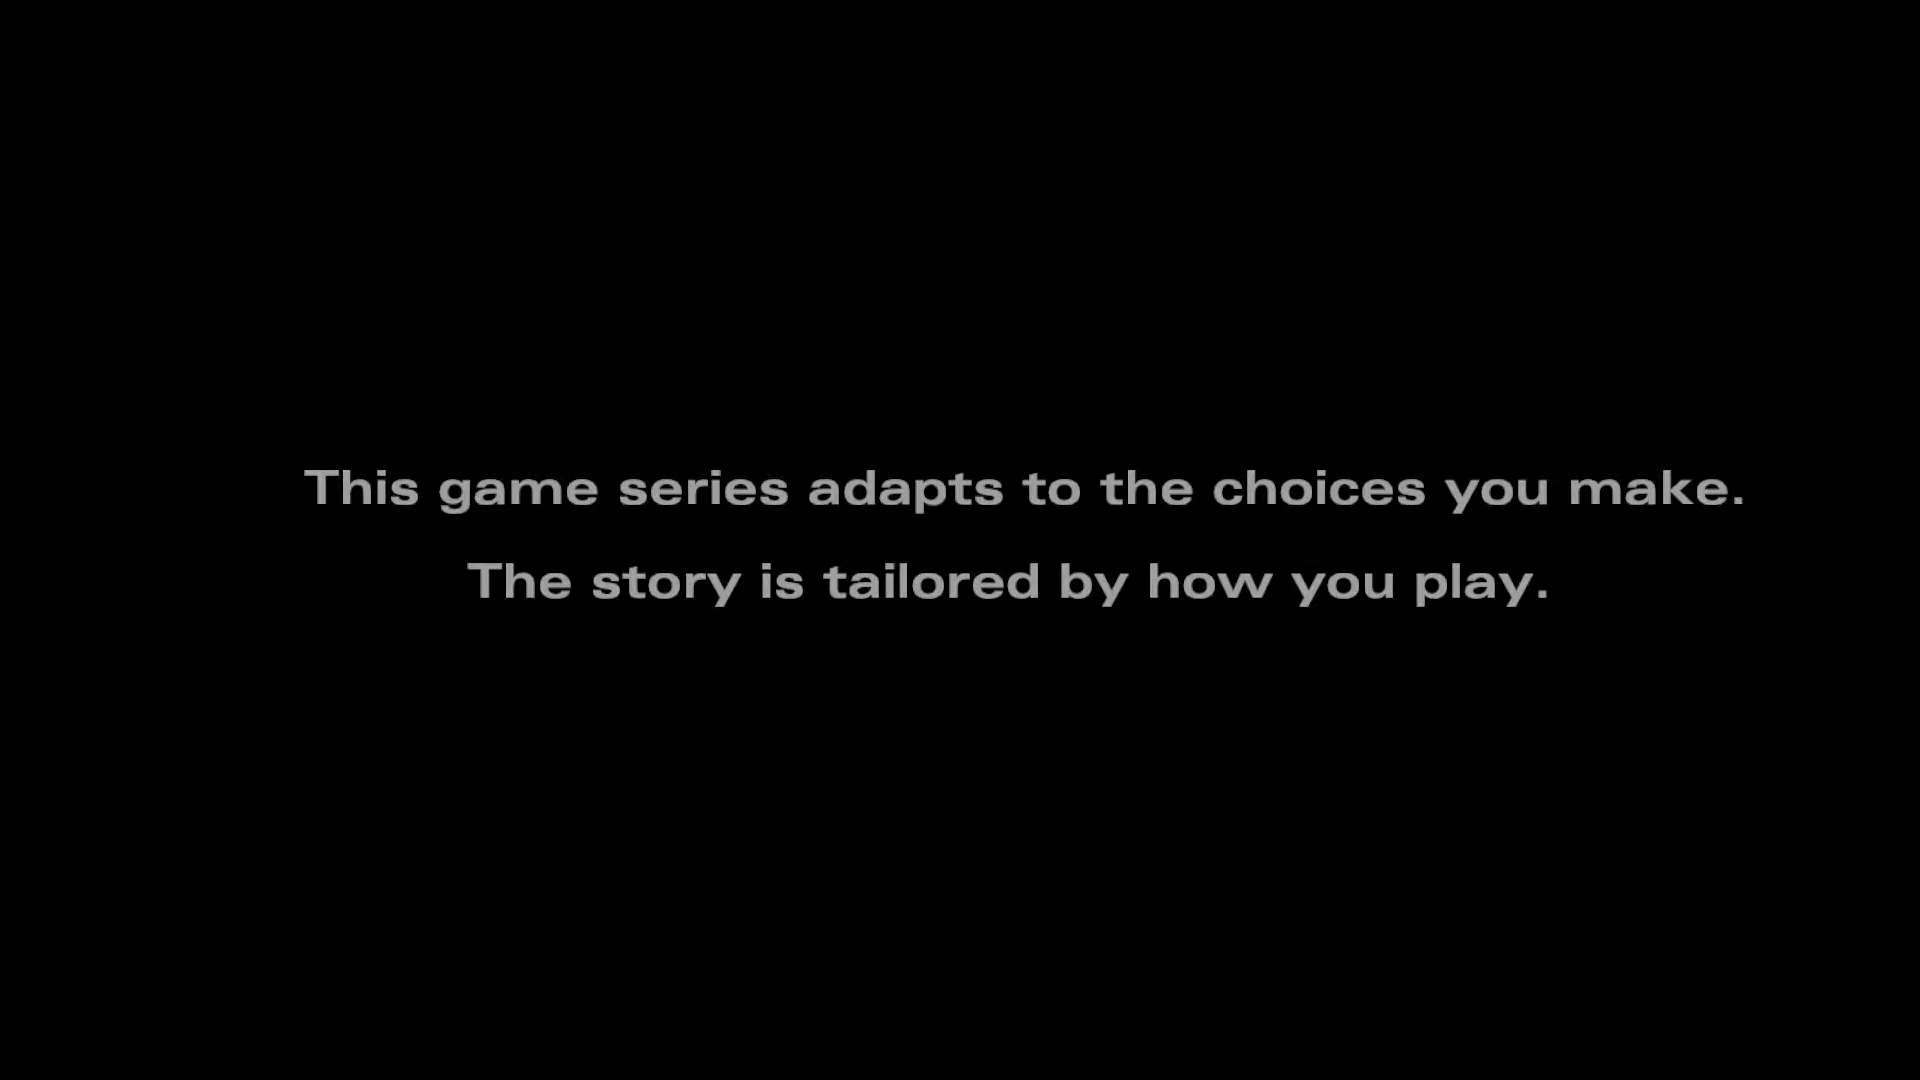 This game series adapts to the choices you make.
The story is tailored by how you play.